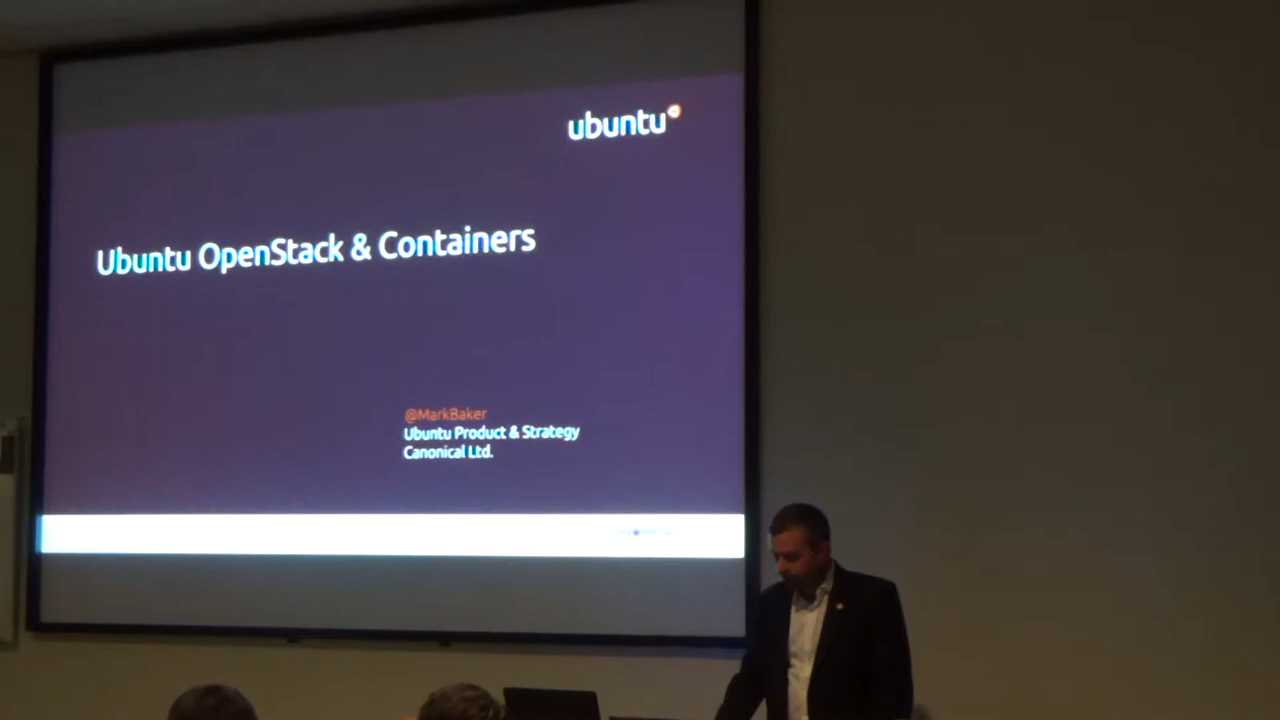 ubuntu
Ubuntu OpenStack & Containers
@MarkBaker
Ubuntu Product & Strategy
Canonical Ltd.